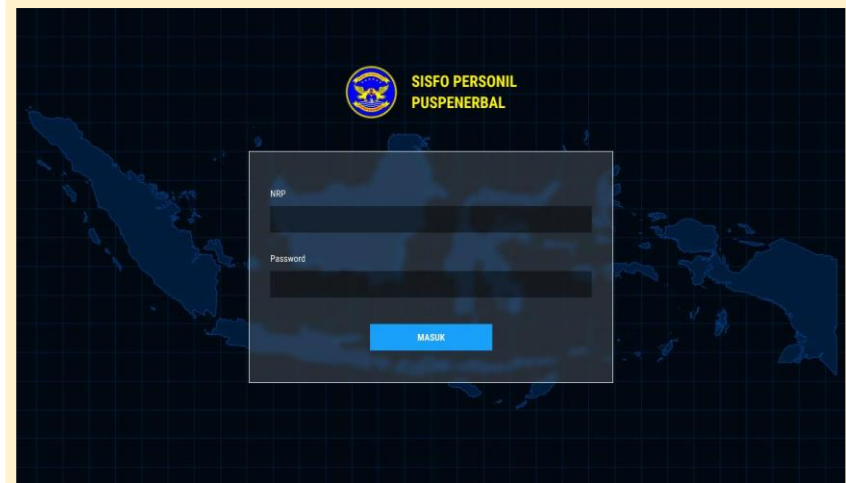 SISFO PERSONIL
PUSPENERBAL
NRP
Password
MASUK